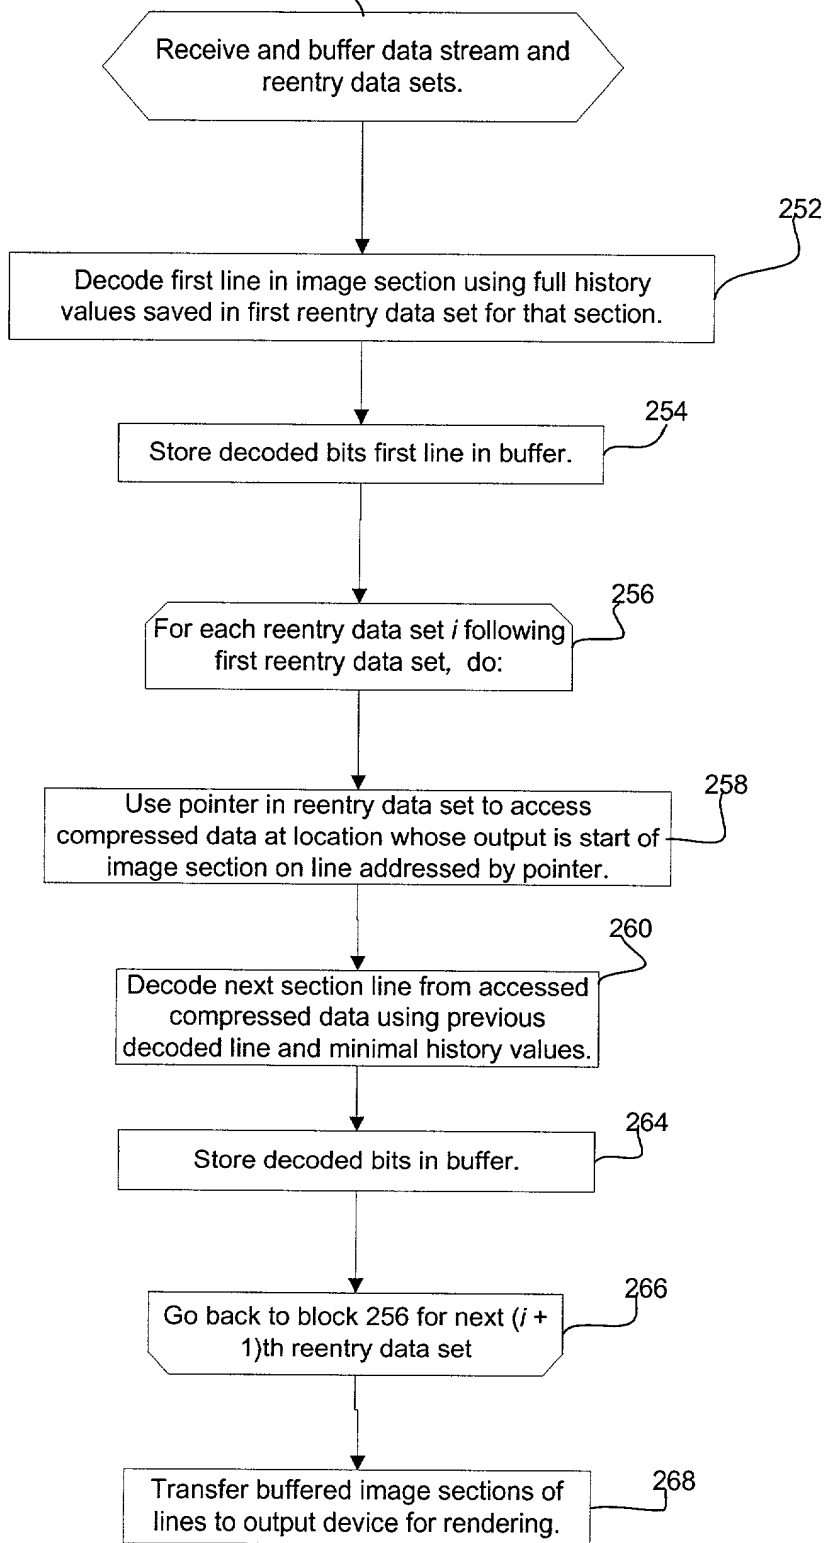 Receive and buffer data stream and
reentry data sets.
252
Decode first line in image section using full history
values saved in first reentry data set for that section.
254
Store decoded bits first line in buffer.
256
For each reentry data set i following
first reentry data set, do:
258
Use pointer in reentry data set to access
compressed data at location whose output is start of
image section on line addressed by pointer.
260
Decode next section line from accessed
compressed data using previous
decoded line and minimal history values.
264
Store decoded bits in buffer.
266
Go back to block 256 for next (i +
1)th reentry data set
268
Transfer buffered image sections of
lines to output device for rendering.